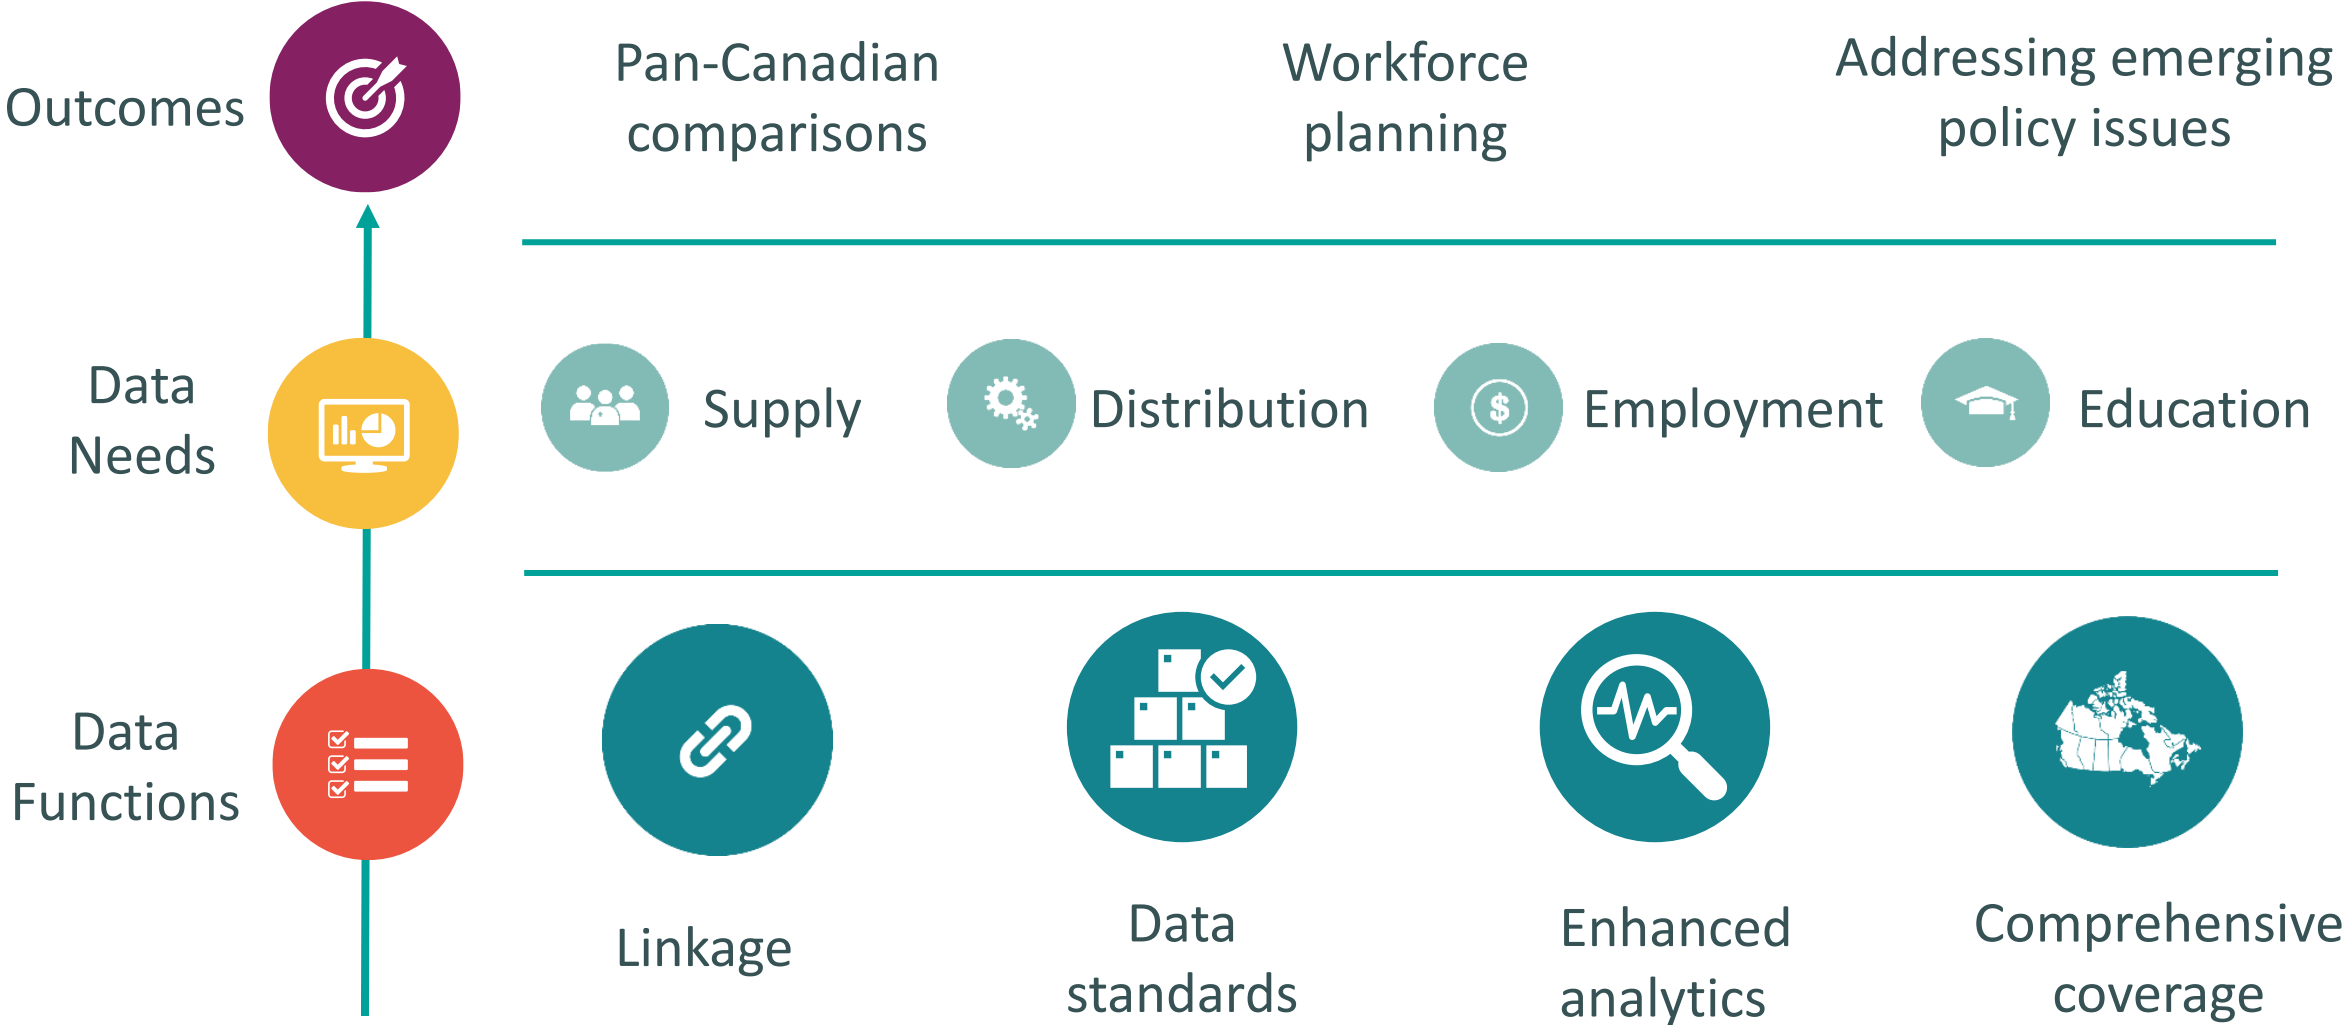 Outcomes
Pan-Canadian
comparisons
Workforce
planning
Addressing emerging
policy issues
Data
Needs
Supply
Distribution
$
Employment
Education
Data
Functions
Linkage
Data
standards
Enhanced
analytics
Comprehensive
coverage